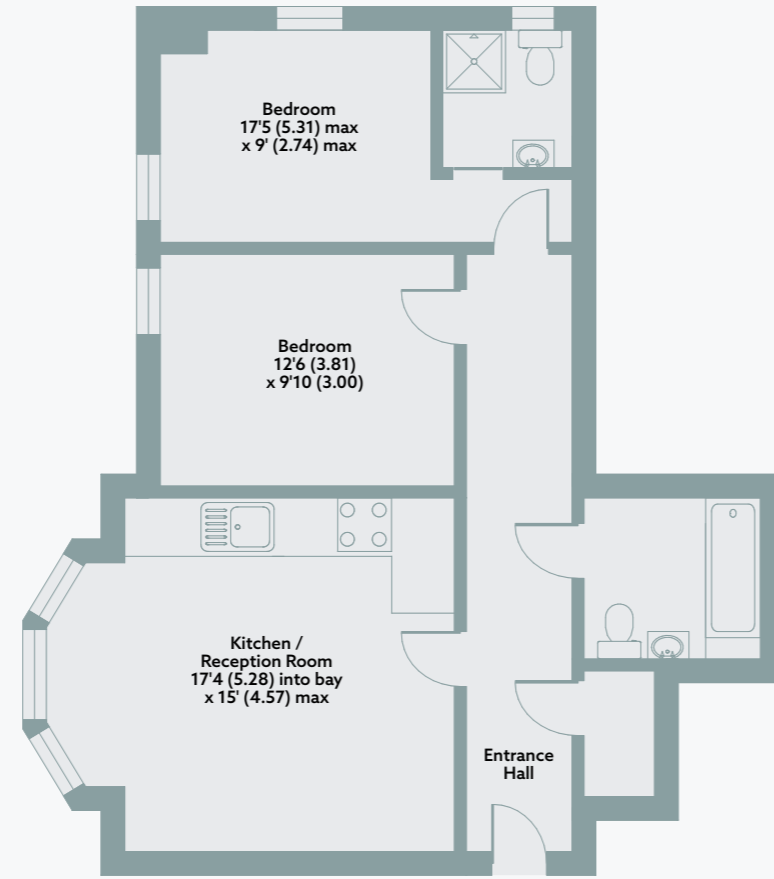 Bedroom
17'5 (5.31) max
x 9' (2.74) max
Bedroom
12'6 (3.81)
x 9'10 (3.00)
Kitchen /
Reception Room
17'4 (5.28) into bay
x 15' (4.57) max
Entrance
Hall